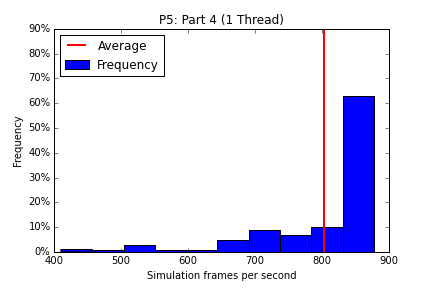 P5: Part 4 (1 Thread)
90%
80%
70%
60%
50%
40%
30%
20%
10%
0%
Frequency
Average
Frequency
400 500 600 700 800 900
Simulation frames per second